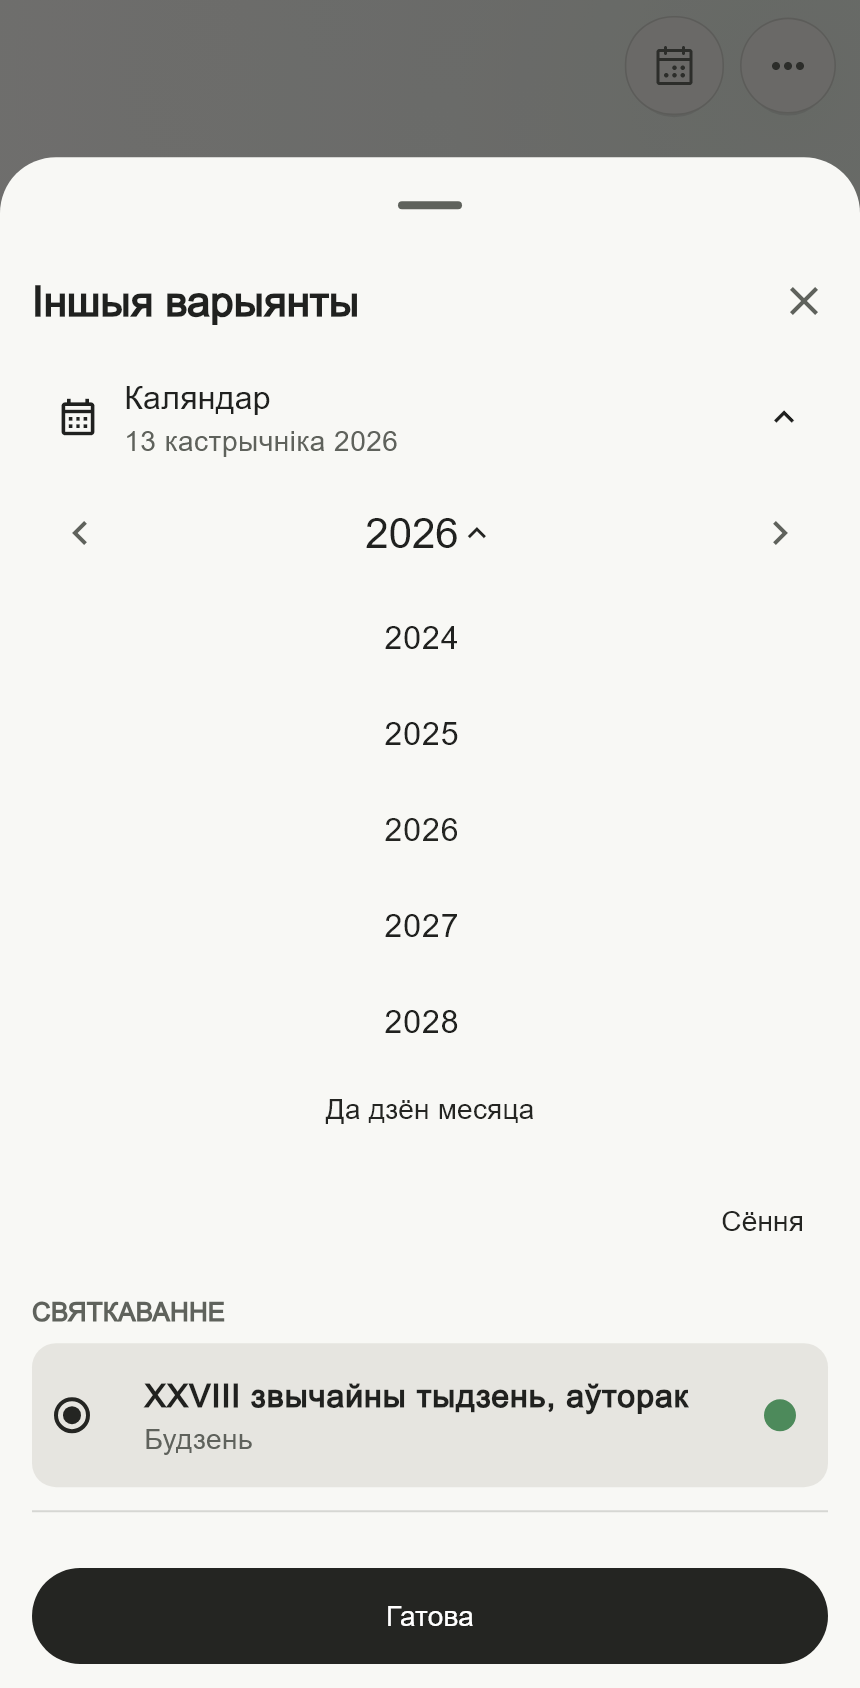 Іншыя варыянты
Каляндар
13 кастрычніка 2026
2026
2024
2025
2026
2027
2028
Да дзён месяца
Сёння
СВЯТКАВАННЕ
XXVIII звычайны тыдзень, аўторак
Будзень
Гатова